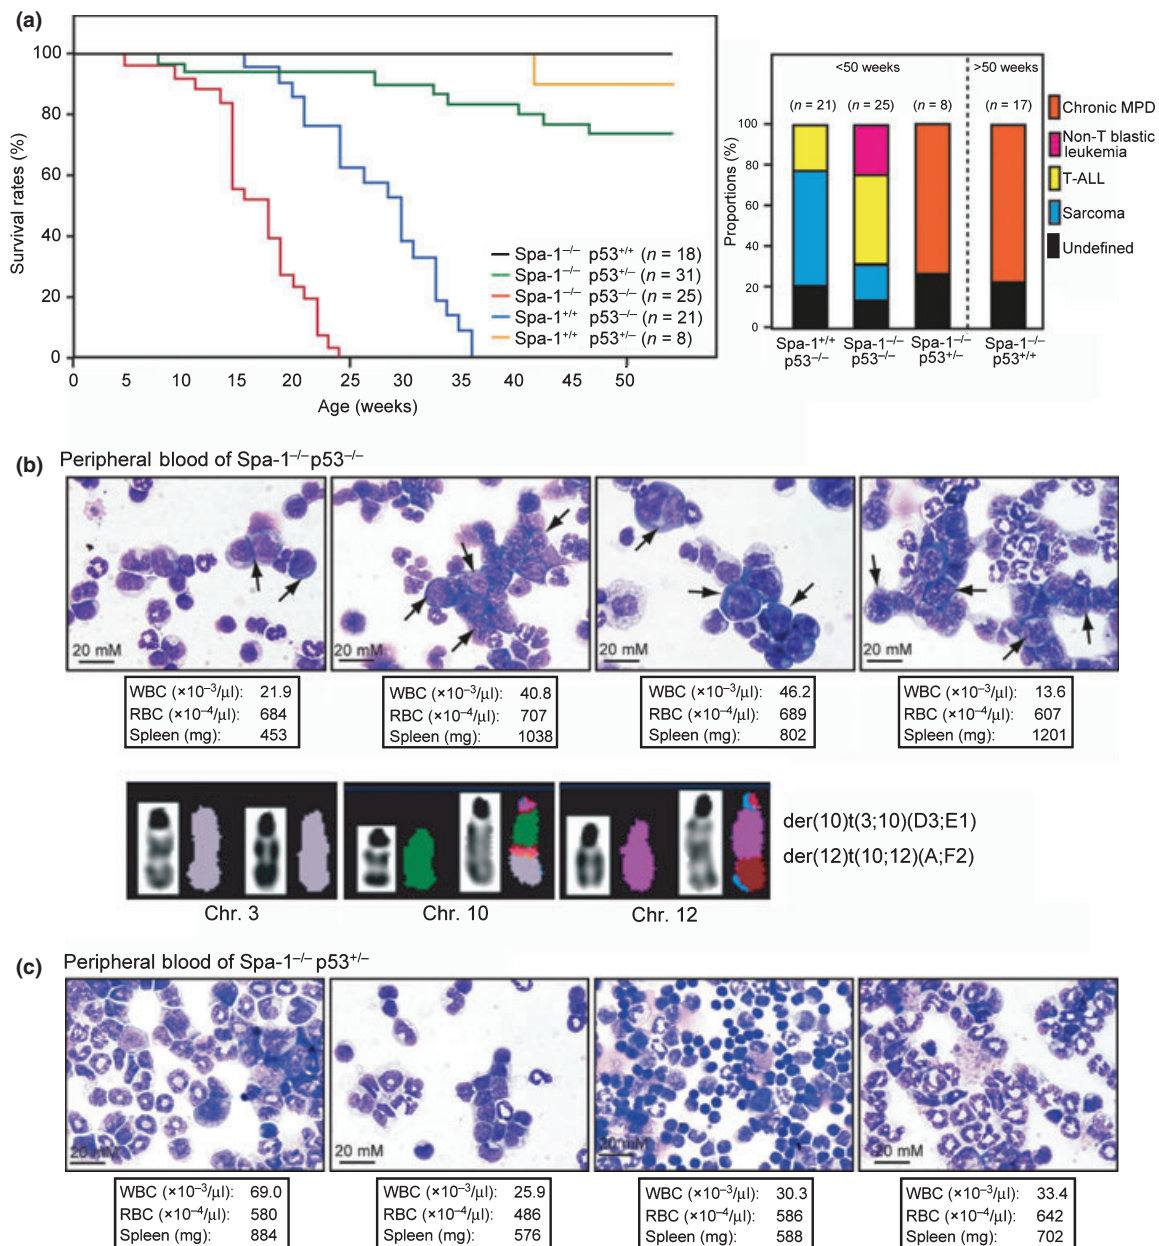 (a)
100
80
60
40
20
0
Survival rates (%)
0 5 10 15 20 25 30 35 40 45 50
Age (weeks)
Spa-1–/– p53+/+ (n = 18)
Spa-1–/– p53+/– (n = 31)
Spa-1–/– p53–/– (n = 25)
Spa-1+/+ p53–/– (n = 21)
Spa-1+/+ p53+/– (n = 8)
<50 weeks >50 weeks
(n = 21) (n = 25) (n = 8) (n = 17)
100
80
60
40
20
0
Proportions (%)
Spa-1+/+ Spa-1–/– Spa-1–/– Spa-1–/–
p53–/– p53–/– p53+/– p53+/+
Chronic MPD
Non-T blastic
leukemia
T-ALL
Sarcoma
Undefined
(b) Peripheral blood of Spa-1–/–p53–/–
20 mM 20 mM 20 mM 20 mM
WBC (×10–3/µl): 21.9
RBC (×10–4/µl): 684
Spleen (mg): 453
WBC (×10–3/µl): 40.8
RBC (×10–4/µl): 707
Spleen (mg): 1038
WBC (×10–3/µl): 46.2
RBC (×10–4/µl): 689
Spleen (mg): 802
WBC (×10–3/µl): 13.6
RBC (×10–4/µl): 607
Spleen (mg): 1201
der(10)t(3;10)(D3;E1)
der(12)t(10;12)(A;F2)
Chr. 3 Chr. 10 Chr. 12
(c) Peripheral blood of Spa-1–/– p53+/–
20 mM 20 mM 20 mM 20 mM
WBC (×10–3/µl): 69.0
RBC (×10–4/µl): 580
Spleen (mg): 884
WBC (×10–3/µl): 25.9
RBC (×10–4/µl): 486
Spleen (mg): 576
WBC (×10–3/µl): 30.3
RBC (×10–4/µl): 586
Spleen (mg): 588
WBC (×10–3/µl): 33.4
RBC (×10–4/µl): 642
Spleen (mg): 702